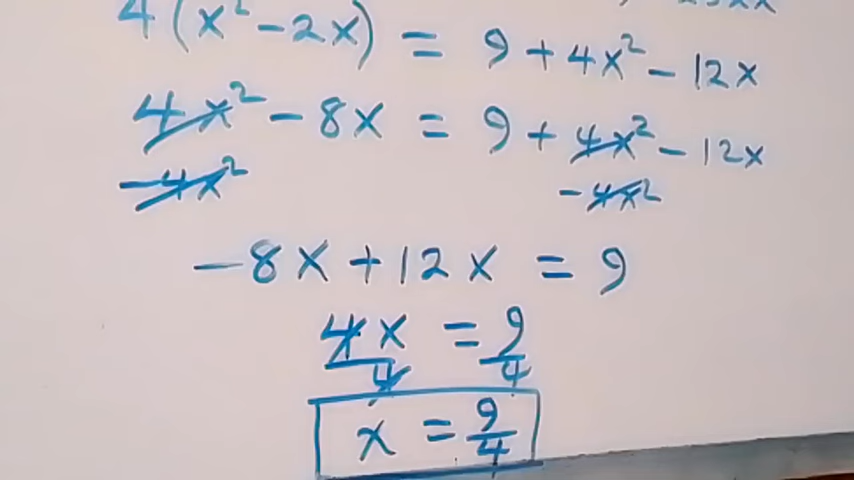 4(x² - 2x) = 9 + 4x² - 12x
4x² - 8x = 9 + 4x² - 12x
-4x² -4x²
-8x + 12x = 9
4x/4 = 9/4
x = 9/4